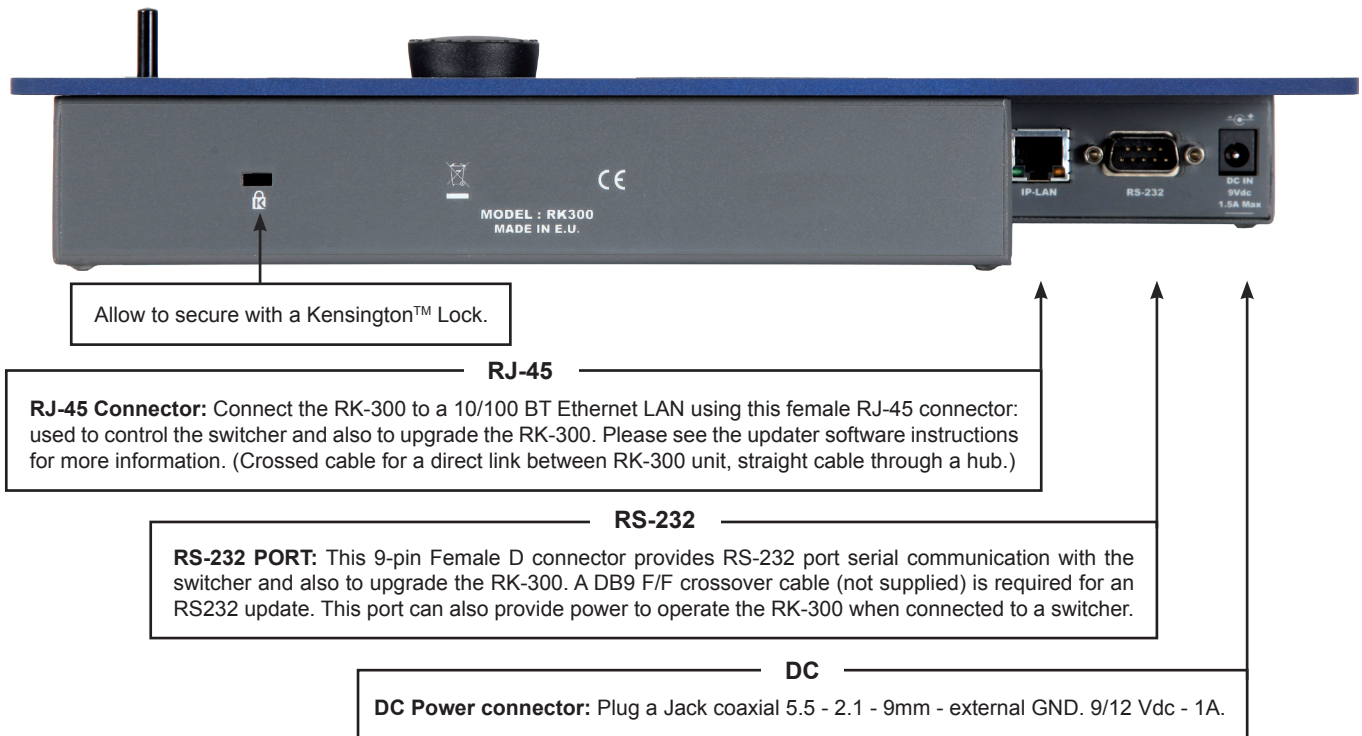 MODEL : RK300
MADE IN E.U.
CE
IP-LAN
RS-232
DC IN
9Vdc
1.5A Max
Allow to secure with a Kensington™ Lock.
RJ-45
RJ-45 Connector: Connect the RK-300 to a 10/100 BT Ethernet LAN using this female RJ-45 connector:
used to control the switcher and also to upgrade the RK-300. Please see the updater software instructions
for more information. (Crossed cable for a direct link between RK-300 unit, straight cable through a hub.)
RS-232
RS-232 PORT: This 9-pin Female D connector provides RS-232 port serial communication with the
switcher and also to upgrade the RK-300. A DB9 F/F crossover cable (not supplied) is required for an
RS232 update. This port can also provide power to operate the RK-300 when connected to a switcher.
DC
DC Power connector: Plug a Jack coaxial 5.5 - 2.1 - 9mm - external GND. 9/12 Vdc - 1A.